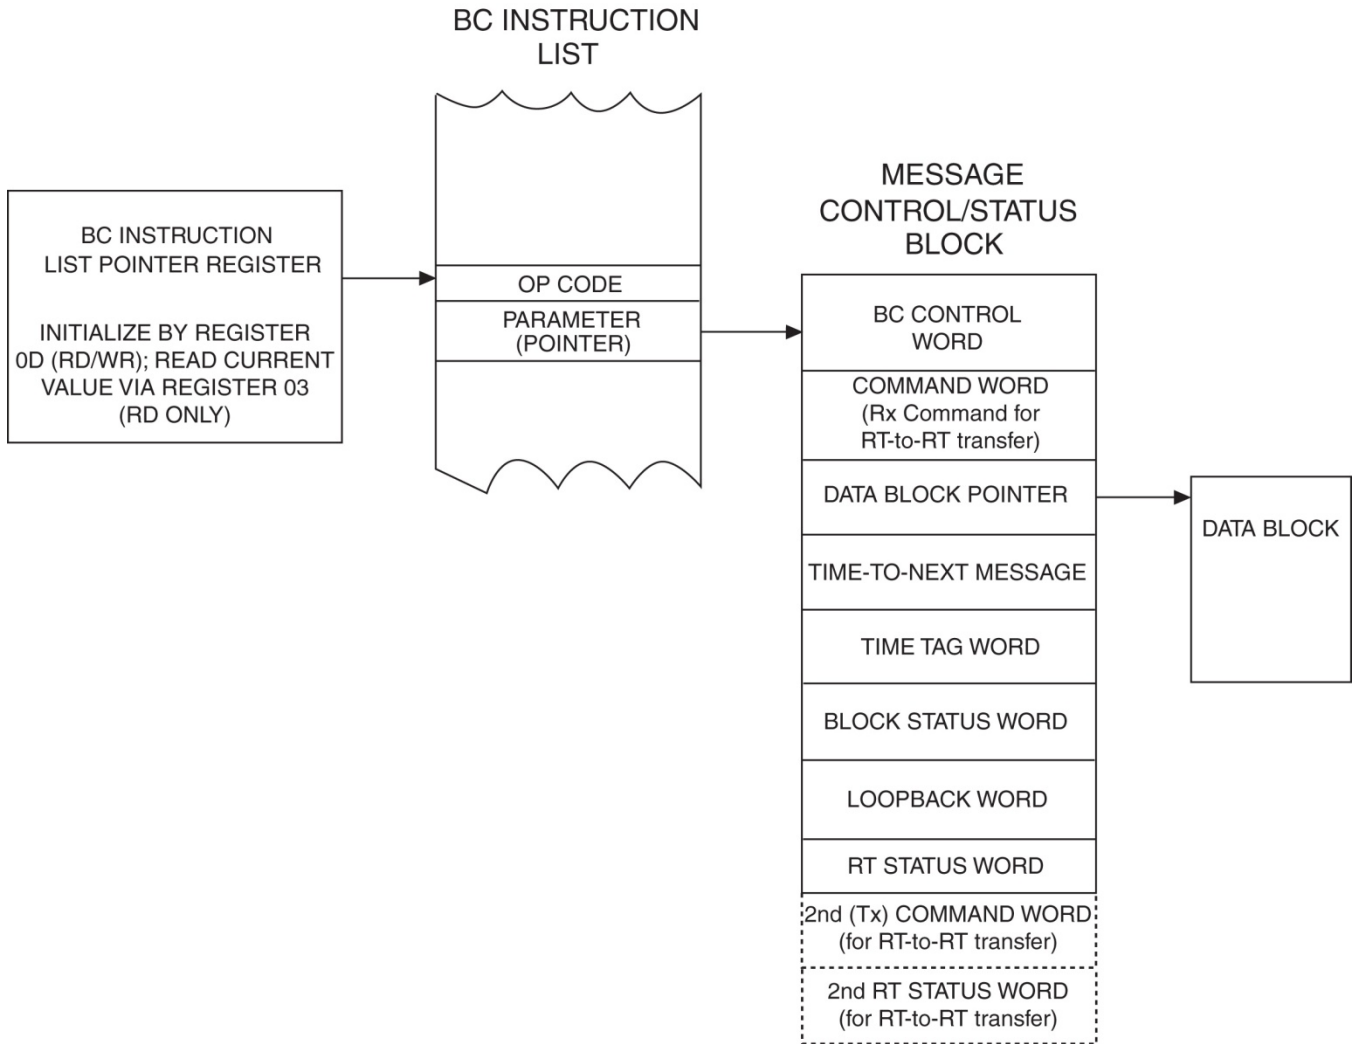 BC INSTRUCTION
LIST
BC INSTRUCTION
LIST POINTER REGISTER
INITIALIZE BY REGISTER
0D (RD/WR); READ CURRENT
VALUE VIA REGISTER 03
(RD ONLY)
OP CODE
PARAMETER
(POINTER)
MESSAGE
CONTROL/STATUS
BLOCK
BC CONTROL
WORD
COMMAND WORD
(Rx Command for
RT-to-RT transfer)
DATA BLOCK POINTER
TIME-TO-NEXT MESSAGE
TIME TAG WORD
BLOCK STATUS WORD
LOOPBACK WORD
RT STATUS WORD
2nd (Tx) COMMAND WORD
(for RT-to-RT transfer)
2nd RT STATUS WORD
(for RT-to-RT transfer)
DATA BLOCK